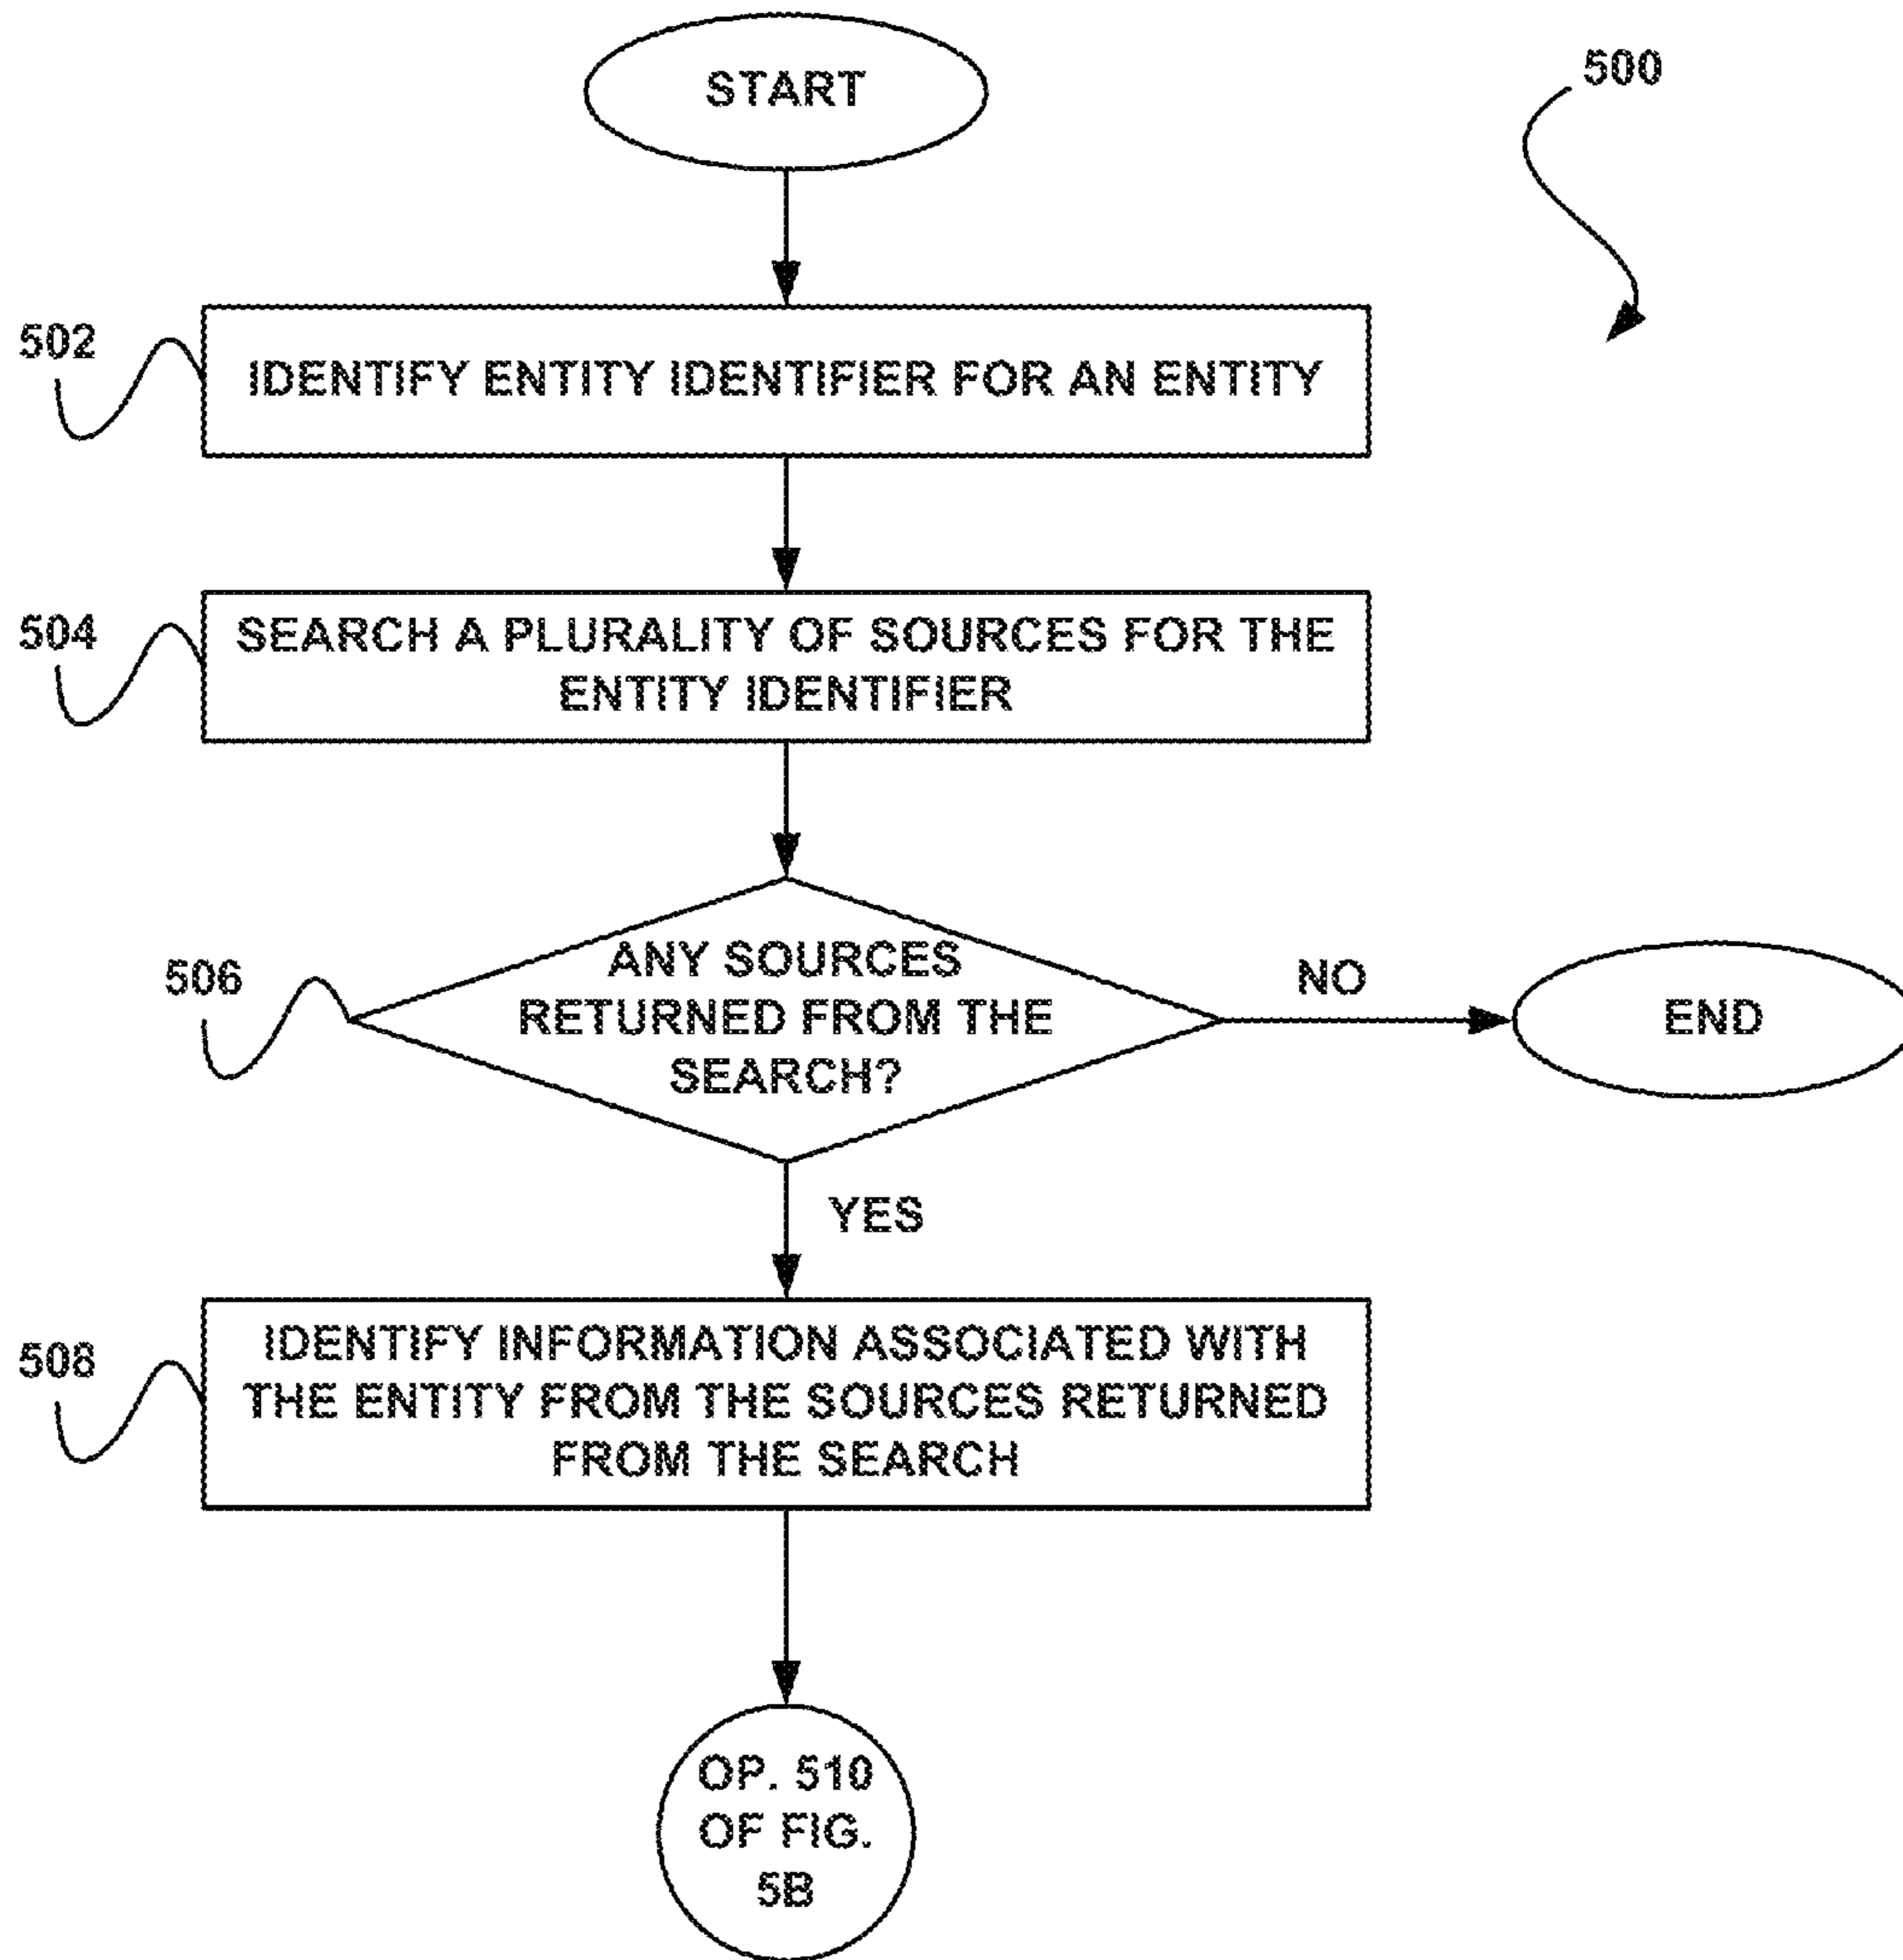 START
500
502
IDENTIFY ENTITY IDENTIFIER FOR AN ENTITY
504
SEARCH A PLURALITY OF SOURCES FOR THE
ENTITY IDENTIFIER
506
ANY SOURCES
RETURNED FROM THE
SEARCH?
NO
END
YES
508
IDENTIFY INFORMATION ASSOCIATED WITH
THE ENTITY FROM THE SOURCES RETURNED
FROM THE SEARCH
OP. 510
OF FIG.
5B